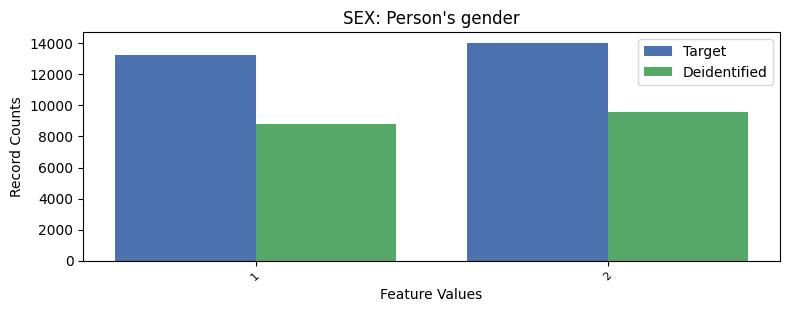 SEX: Person's gender
Target
Deidentified
14000
12000
10000
8000
6000
4000
2000
0
Record Counts
1
2
Feature Values